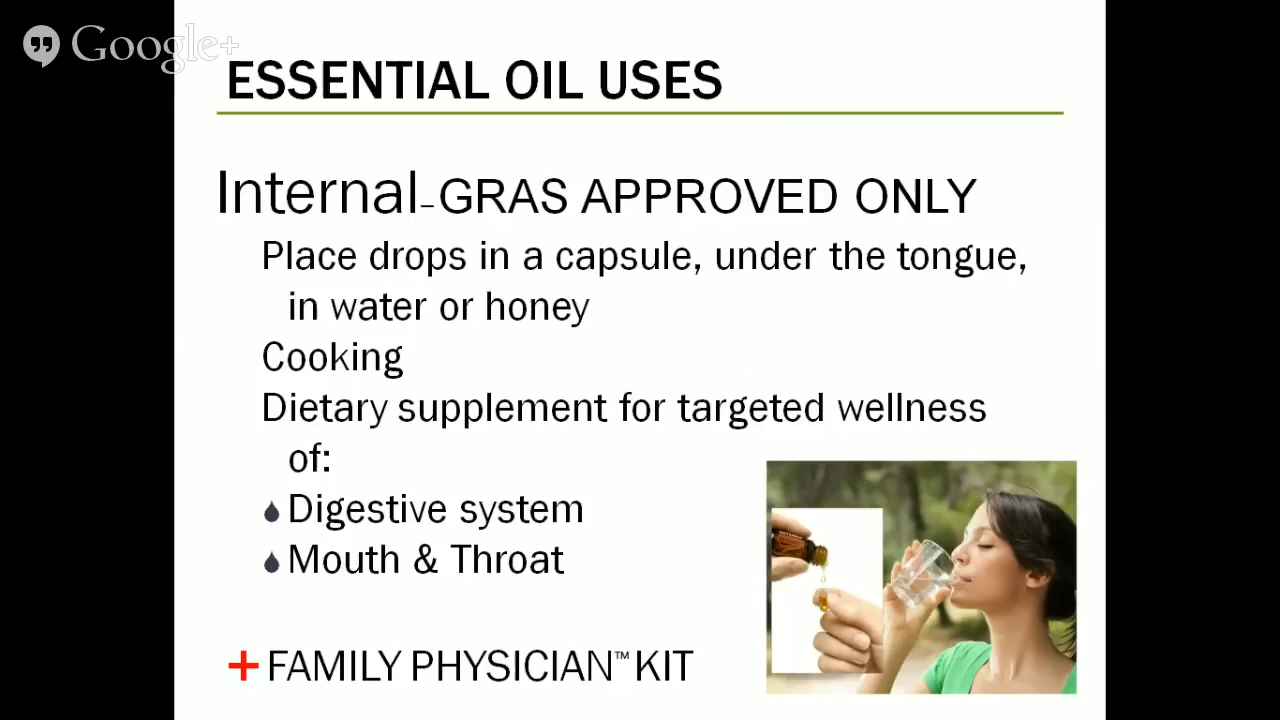 Google+
ESSENTIAL OIL USES
Internal-GRAS APPROVED ONLY
Place drops in a capsule, under the tongue,
in water or honey
Cooking
Dietary supplement for targeted wellness
of:
Digestive system
Mouth & Throat
+FAMILY PHYSICIAN™ KIT